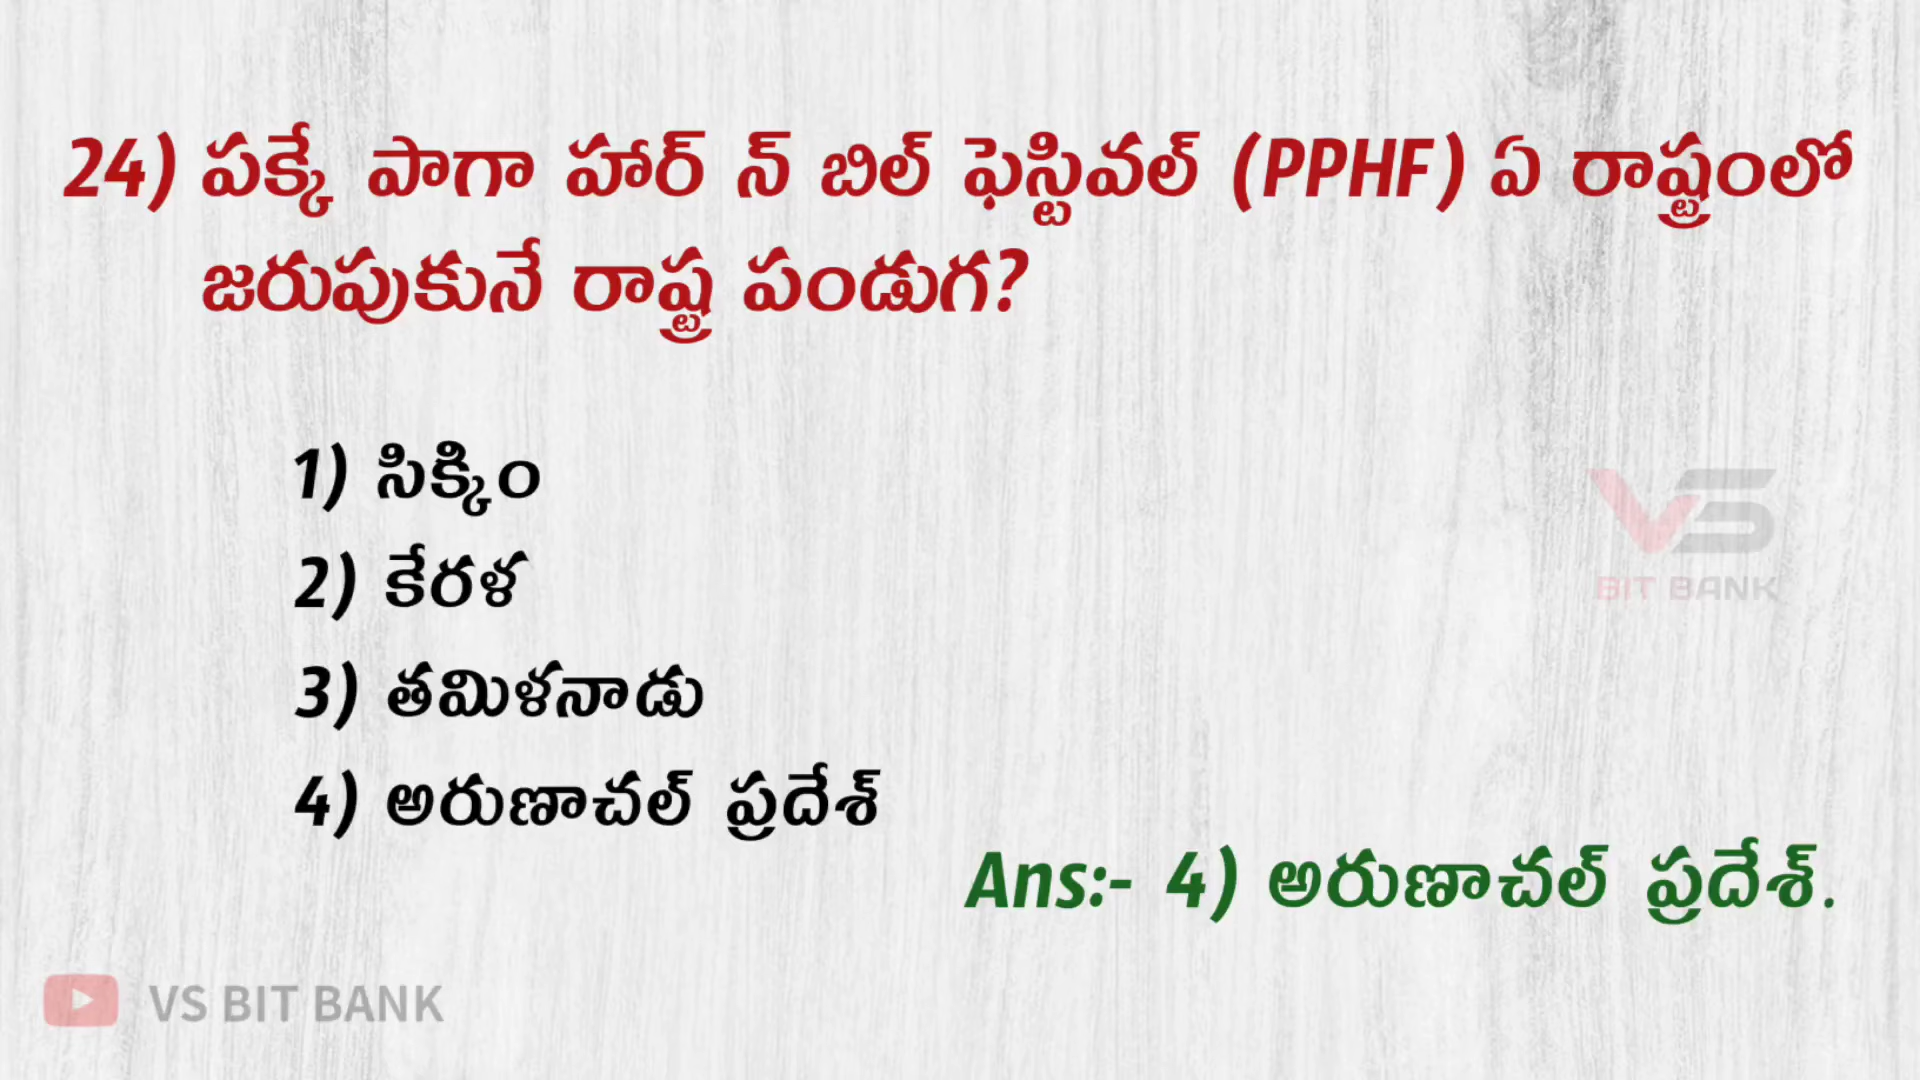 24) పక్కే పాగా హార్ న్ బిల్ ఫెస్టివల్ (PPHF) ఏ రాష్ట్రంలో
జరుపుకునే రాష్ట్ర పండుగ?
1) సిక్కిం
2) కేరళ
3) తమిళనాడు
4) అరుణాచల్ ప్రదేశ్
VS
BIT BANK
Ans:- 4) అరుణాచల్ ప్రదేశ్.
VS BIT BANK